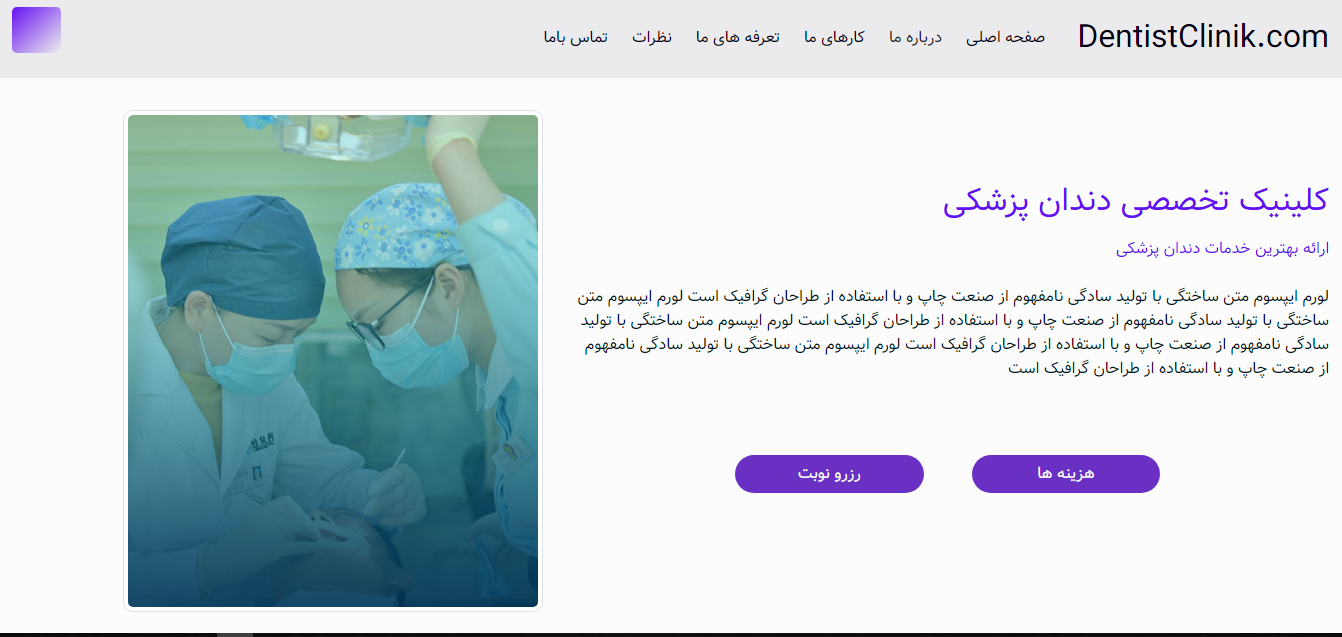 DentistClinik.com
صفحه اصلی
درباره ما
کارهای ما
تعرفه های ما
نظرات
تماس باما
کلینیک تخصصی دندان پزشکی
ارائه بهترین خدمات دندان پزشکی
لورم ایپسوم متن ساختگی با تولید سادگی نامفهوم از صنعت چاپ و با استفاده از طراحان گرافیک است لورم ایپسوم متن
ساختگی با تولید سادگی نامفهوم از صنعت چاپ و با استفاده از طراحان گرافیک است لورم ایپسوم متن ساختگی با تولید
سادگی نامفهوم از صنعت چاپ و با استفاده از طراحان گرافیک است لورم ایپسوم متن ساختگی با تولید سادگی نامفهوم
از صنعت چاپ و با استفاده از طراحان گرافیک است
هزینه ها
رزرو نوبت